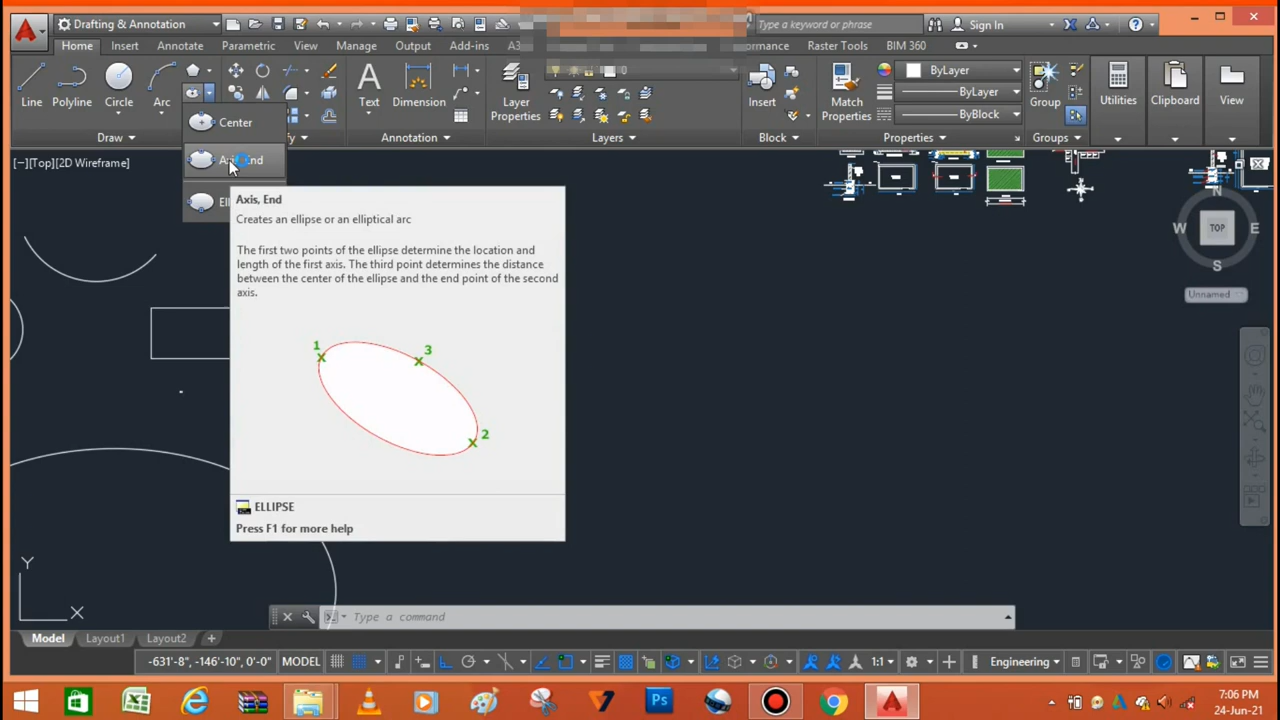 Drafting & Annotation
Type a keyword or phrase
Sign In
Home
Insert
Annotate
Parametric
View
Manage
Output
Add-ins
Raster Tools
BIM 360
Line
Polyline
Circle
Arc
Text
Dimension
Layer
Properties
0
Insert
Match
Properties
ByLayer
ByLayer
ByBlock
Group
Utilities
Clipboard
View
Draw
Annotation
Layers
Block
Properties
Groups
Center
[−][Top][2D Wireframe]
Axis, End
Creates an ellipse or an elliptical arc
The first two points of the ellipse determine the location and
length of the first axis. The third point determines the distance
between the center of the ellipse and the end point of the second
axis.
1
3
2
ELLIPSE
Press F1 for more help
N
W
TOP
E
S
Unnamed
Y
X
Type a command
Model
Layout1
Layout2
-631'-8", -146'-10", 0'-0"
MODEL
1:1
Engineering
Ps
7:06 PM
24-Jun-21